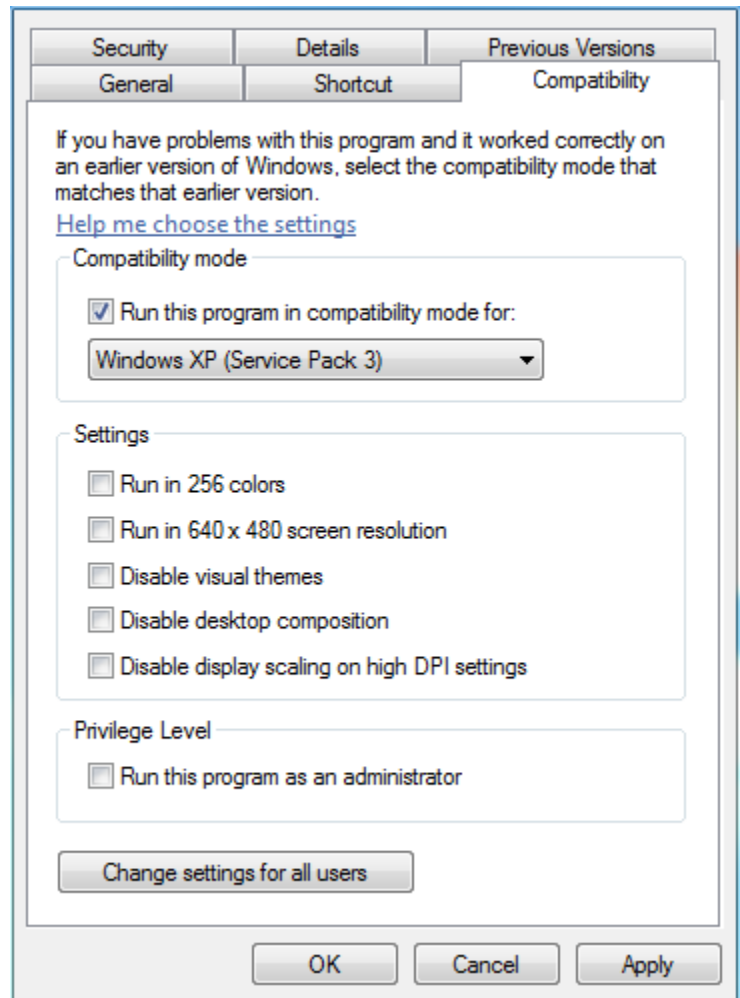 Security Details Previous Versions
General Shortcut Compatibility
If you have problems with this program and it worked correctly on
an earlier version of Windows, select the compatibility mode that
matches that earlier version.
Help me choose the settings
Compatibility mode
Run this program in compatibility mode for:
Windows XP (Service Pack 3)
Settings
Run in 256 colors
Run in 640 x 480 screen resolution
Disable visual themes
Disable desktop composition
Disable display scaling on high DPI settings
Privilege Level
Run this program as an administrator
Change settings for all users
OK Cancel Apply